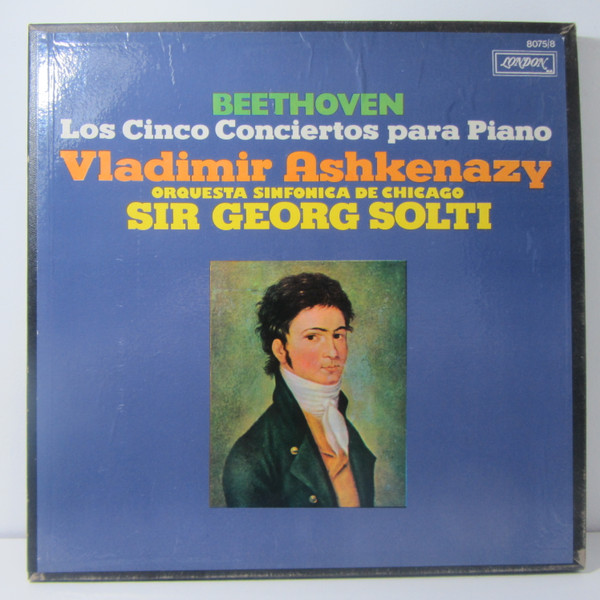 8075/8
LONDON
BEETHOVEN
Los Cinco Conciertos para Piano
Vladimir Ashkenazy
ORQUESTA SINFONICA DE CHICAGO
SIR GEORG SOLTI